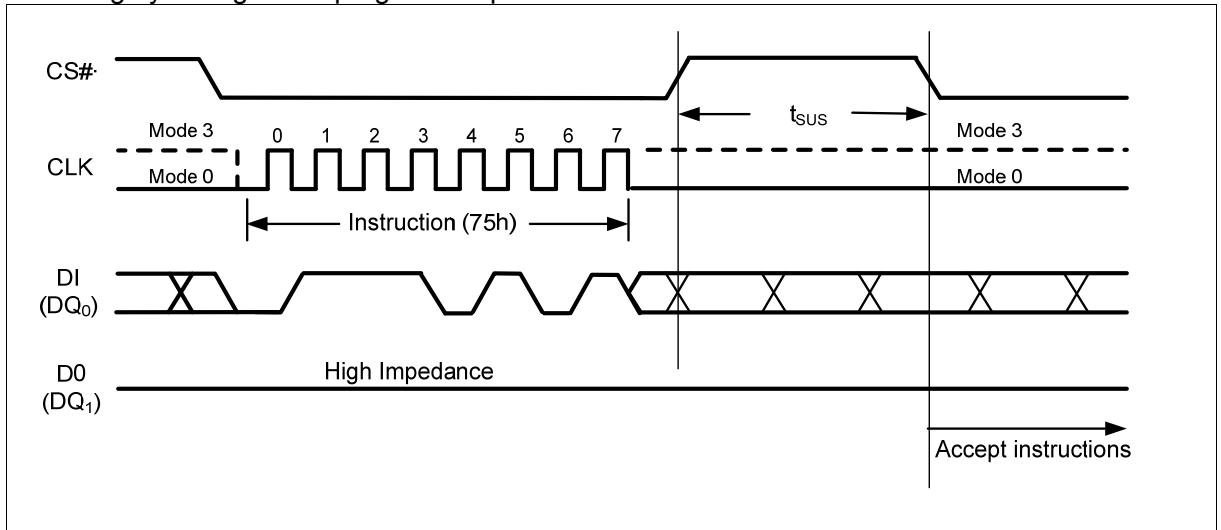 CS#
tSUS
Mode 3
0 1 2 3 4 5 6 7
Mode 3
CLK
Mode 0
Mode 0
Instruction (75h)
DI
(DQ0)
High Impedance
D0
(DQ1)
Accept instructions